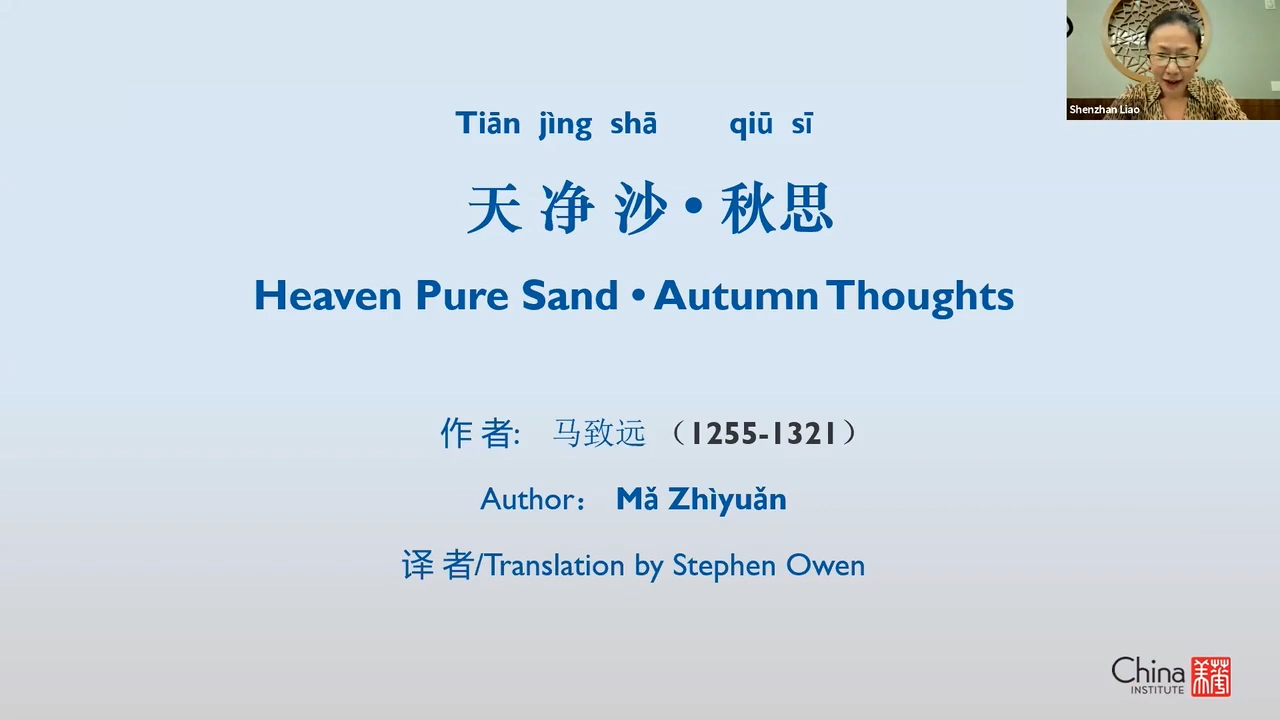 Tiān jìng shā qiū sī
天净沙•秋思
Heaven Pure Sand • Autumn Thoughts
作者: 马致远（1255-1321）
Author： Mǎ Zhìyuǎn
译者/Translation by Stephen Owen
Shenzhan Liao
China
INSTITUTE